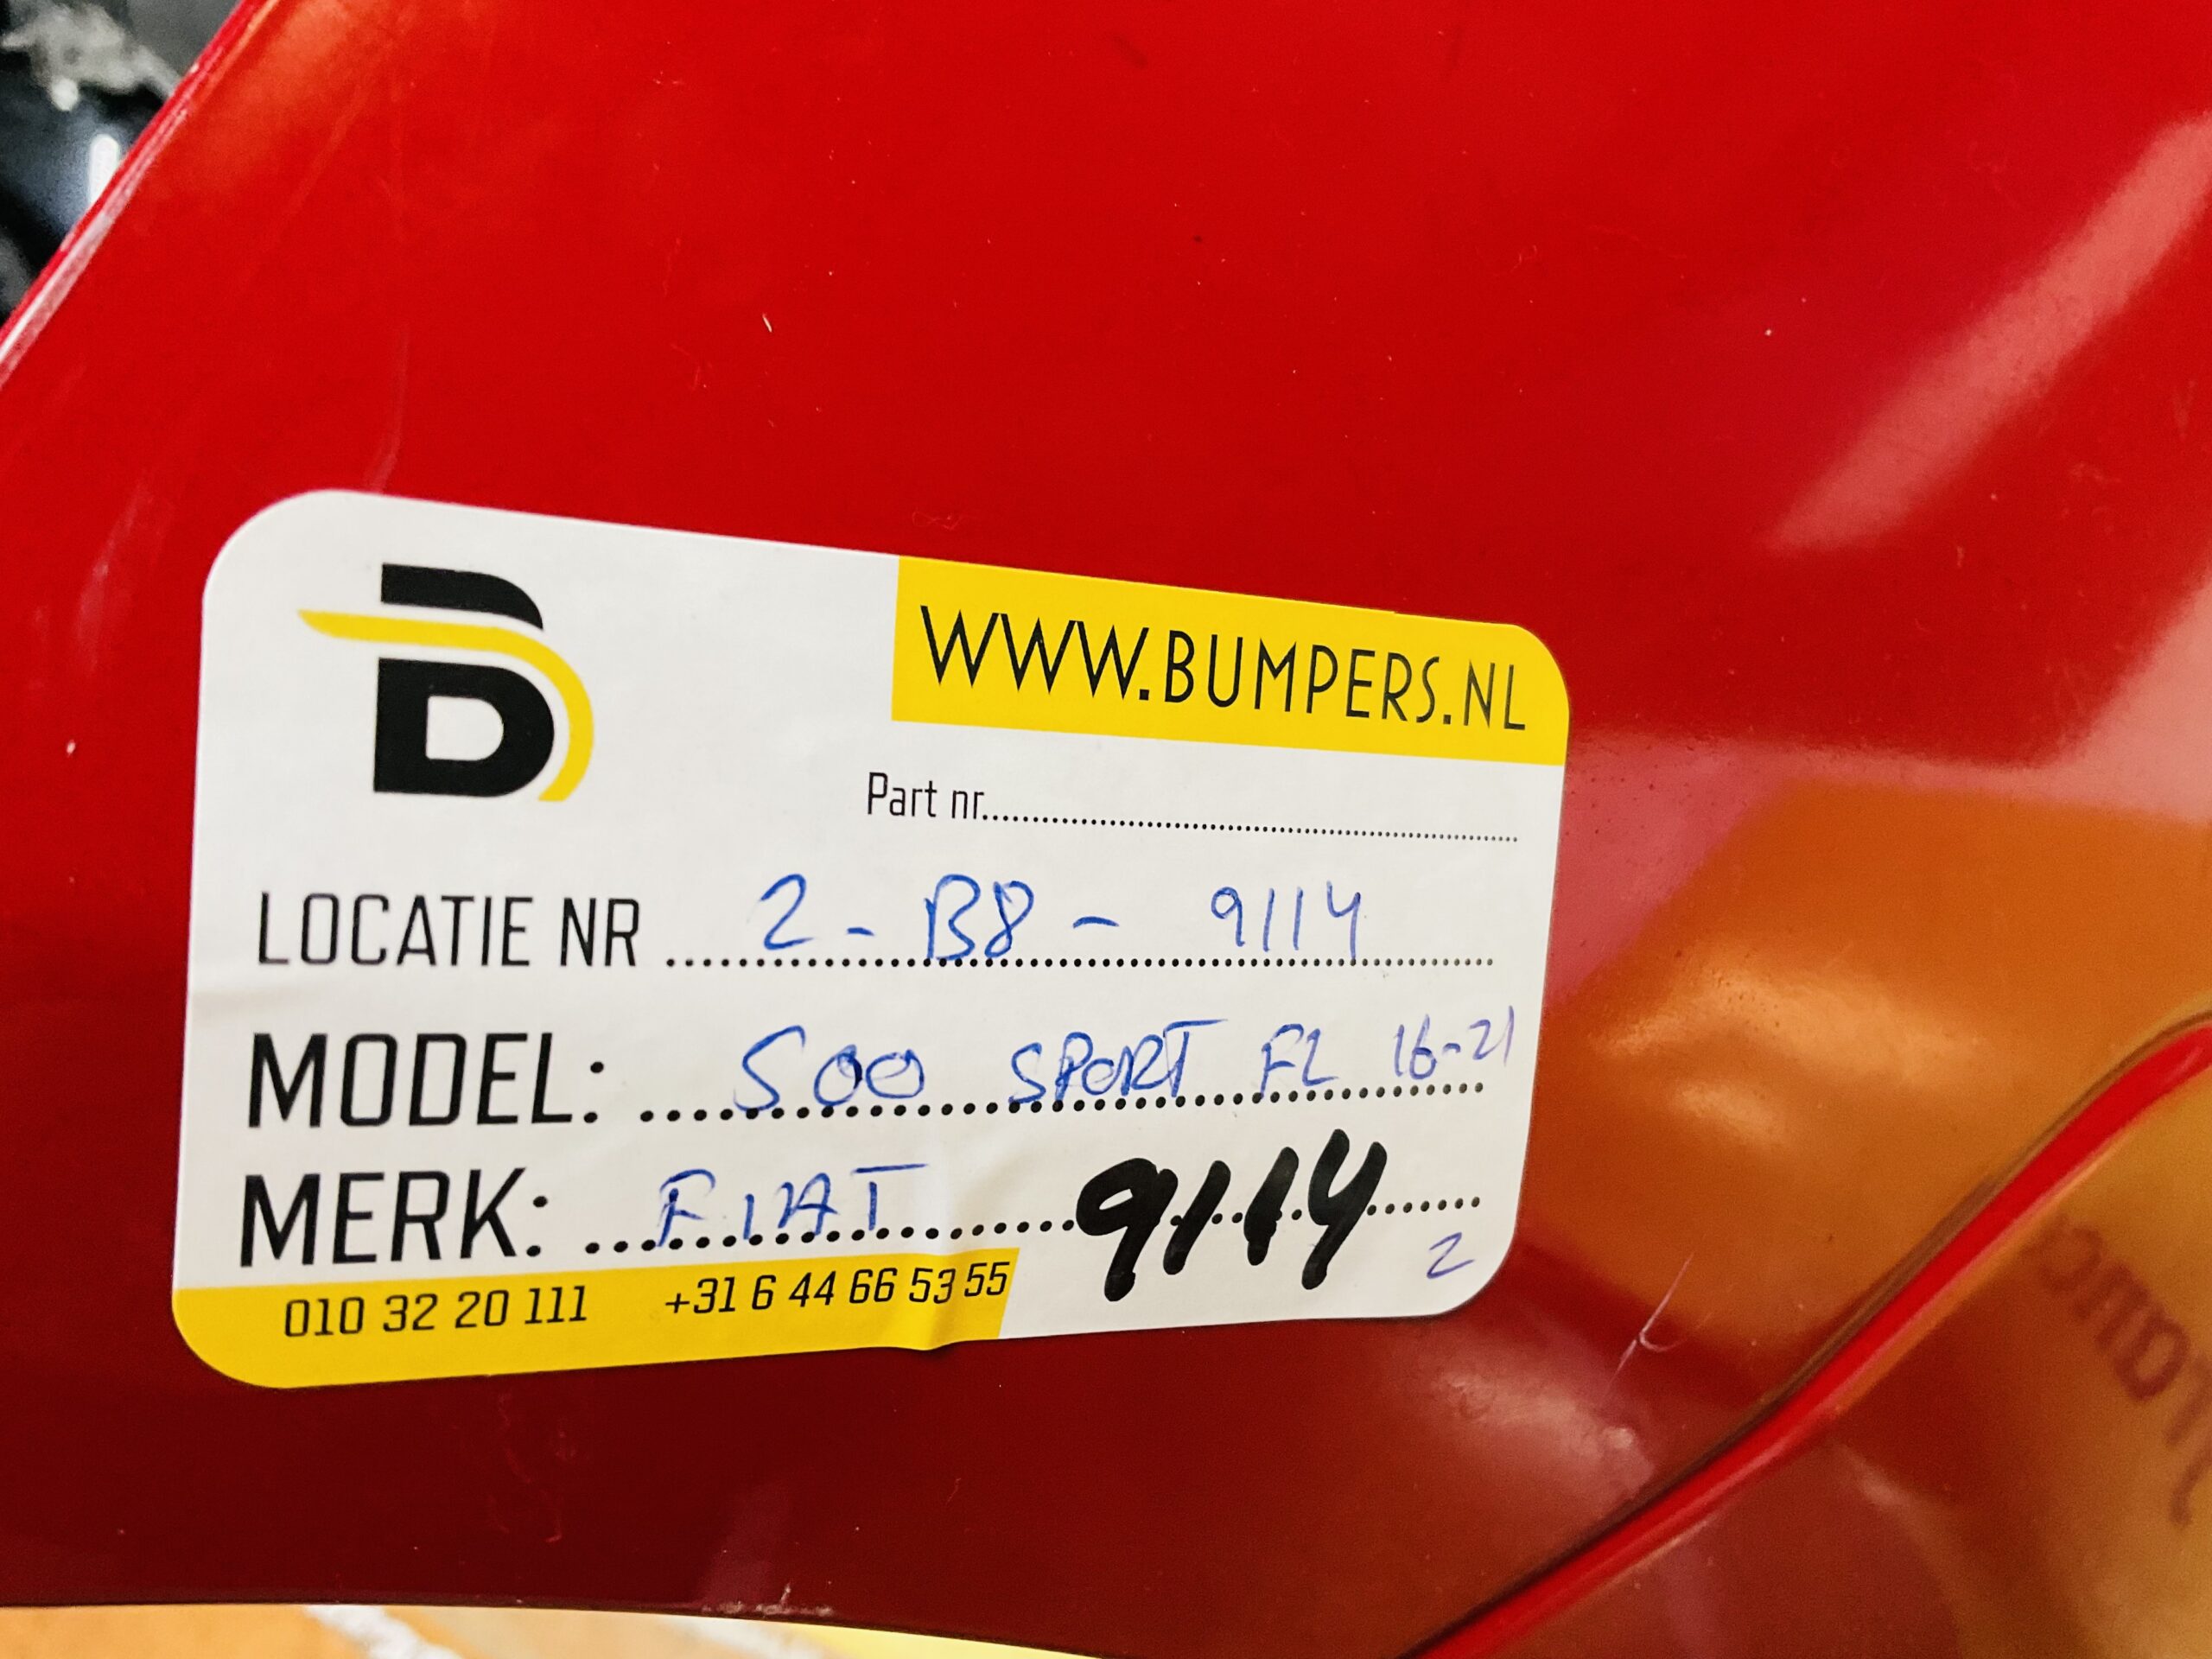 B
WWW.BUMPERS.NL
Part nr..........
LOCATIE NR .......... 2 - B8 - 9114
MODEL: .......... 500 SPORT FL 16-21
MERK: .......... FIAT 9114
2
010 32 20 111 +31 6 44 66 53 55